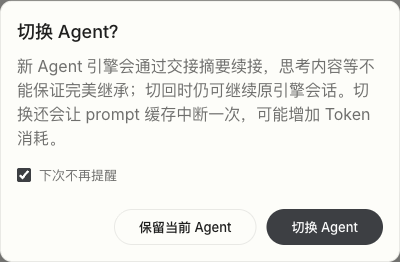 切换 Agent?
新 Agent 引擎会通过交接摘要续接，思考内容等不
能保证完美继承；切回时仍可继续原引擎会话。切
换还会让 prompt 缓存中断一次，可能增加 Token
消耗。
下次不再提醒
保留当前 Agent
切换 Agent